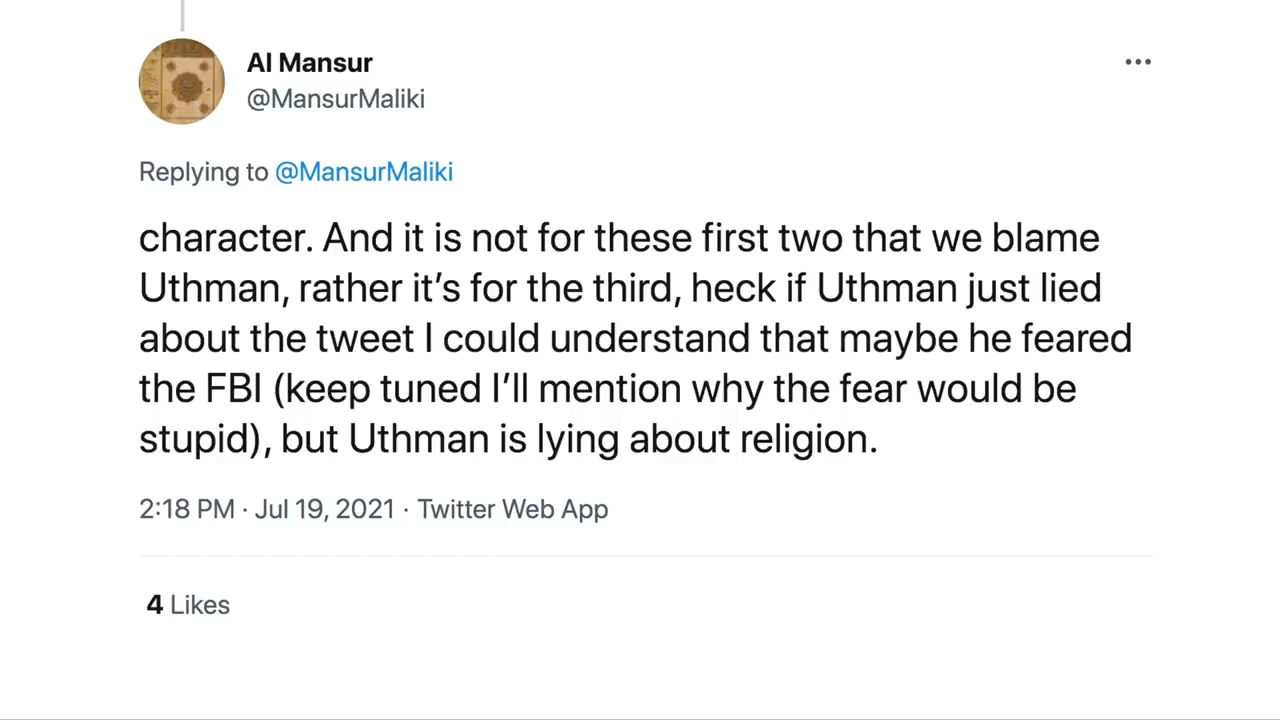 Al Mansur
@MansurMaliki
Replying to @MansurMaliki
character. And it is not for these first two that we blame
Uthman, rather it’s for the third, heck if Uthman just lied
about the tweet I could understand that maybe he feared
the FBI (keep tuned I’ll mention why the fear would be
stupid), but Uthman is lying about religion.
2:18 PM · Jul 19, 2021 · Twitter Web App
4 Likes